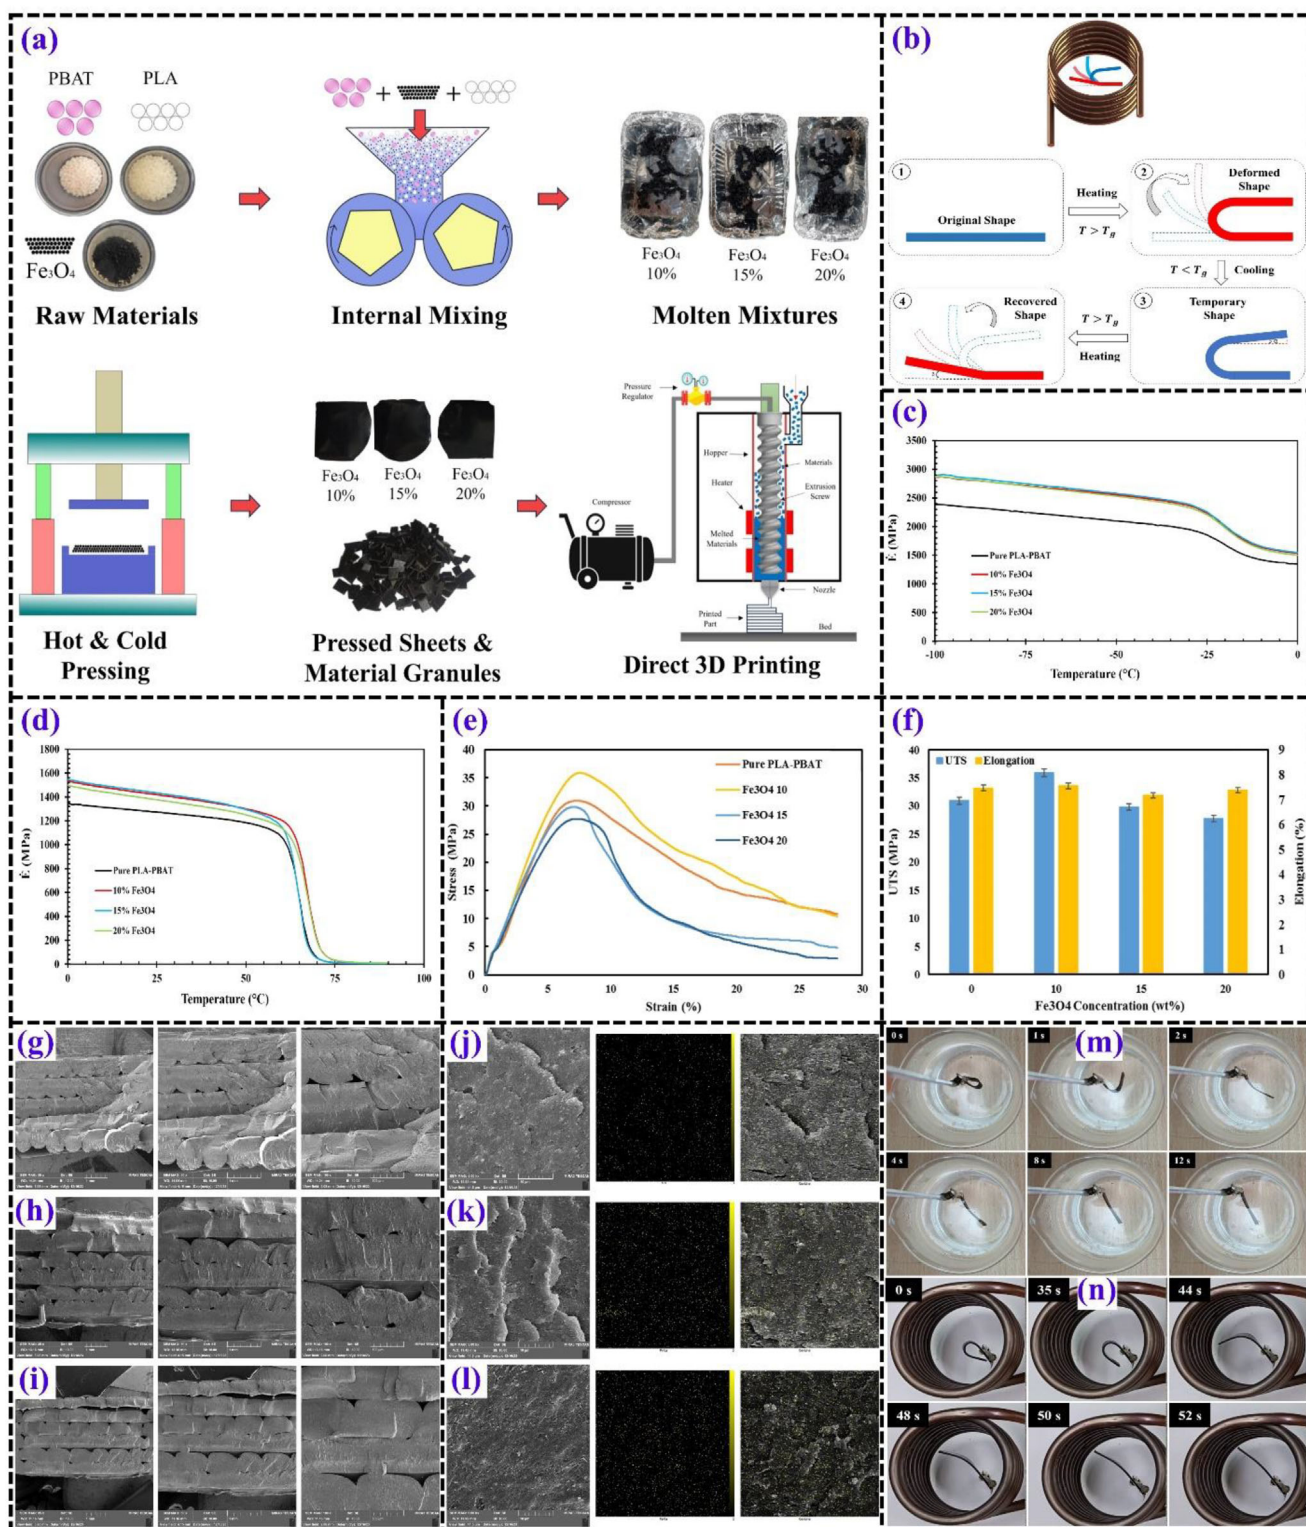 (a)
PBAT PLA
Fe₃O₄
Raw Materials
+ +
Internal Mixing
Fe₃O₄ Fe₃O₄ Fe₃O₄
10% 15% 20%
Molten Mixtures
Hot & Cold
Pressing
Fe₃O₄ Fe₃O₄ Fe₃O₄
10% 15% 20%
Pressed Sheets &
Material Granules
Pressure
Regulator
Compressor
Hopper
Heater
Melted
Materials
Materials
Extrusion
Screw
Nozzle
Printed
Part
Bed
Direct 3D Printing
(b)
1
Original Shape
Heating
T > Tg
2
Deformed
Shape
T < Tg Cooling
3
Temporary
Shape
T > Tg
Heating
4
Recovered
Shape
(c)
3500
3000
2500
2000
1500
1000
500
0
É (MPa)
Pure PLA-PBAT
10% Fe3O4
15% Fe3O4
20% Fe3O4
-100 -75 -50 -25 0
Temperature (°C)
(d)
1800
1600
1400
1200
1000
800
600
400
200
0
É (MPa)
Pure PLA-PBAT
10% Fe3O4
15% Fe3O4
20% Fe3O4
0 25 50 75 100
Temperature (°C)
(e)
40
35
30
25
20
15
10
5
0
Stress (MPa)
Pure PLA-PBAT
Fe3O4 10
Fe3O4 15
Fe3O4 20
0 5 10 15 20 25 30
Strain (%)
(f)
40
35
30
25
20
15
10
5
0
UTS (MPa)
UTS Elongation
9
8
7
6
5
4
3
2
1
0
Elongation (%)
0 10 15 20
Fe3O4 Concentration (wt%)
(g)
(h)
(i)
(j)
(k)
(l)
(m)
0 s 1 s 2 s
4 s 8 s 12 s
(n)
0 s 35 s 44 s
48 s 50 s 52 s